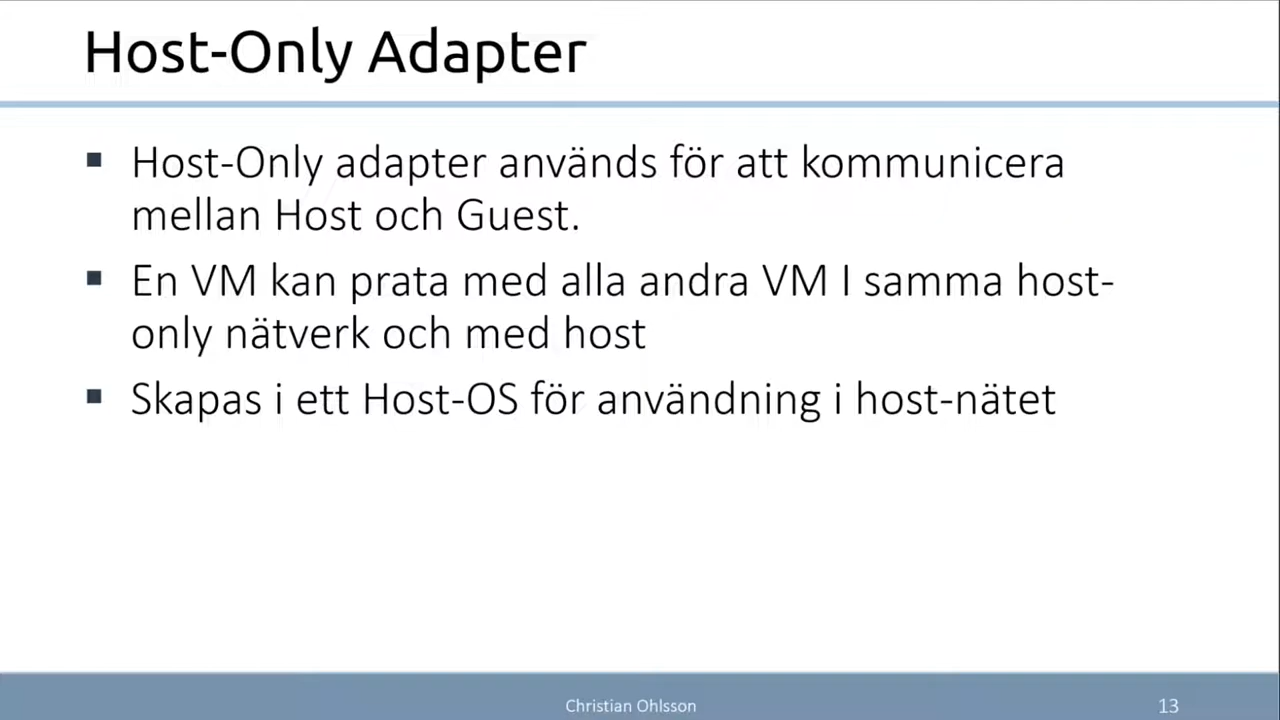 Host-Only Adapter
Host-Only adapter används för att kommunicera
mellan Host och Guest.
En VM kan prata med alla andra VM I samma host-
only nätverk och med host
Skapas i ett Host-OS för användning i host-nätet
Christian Ohlsson
13